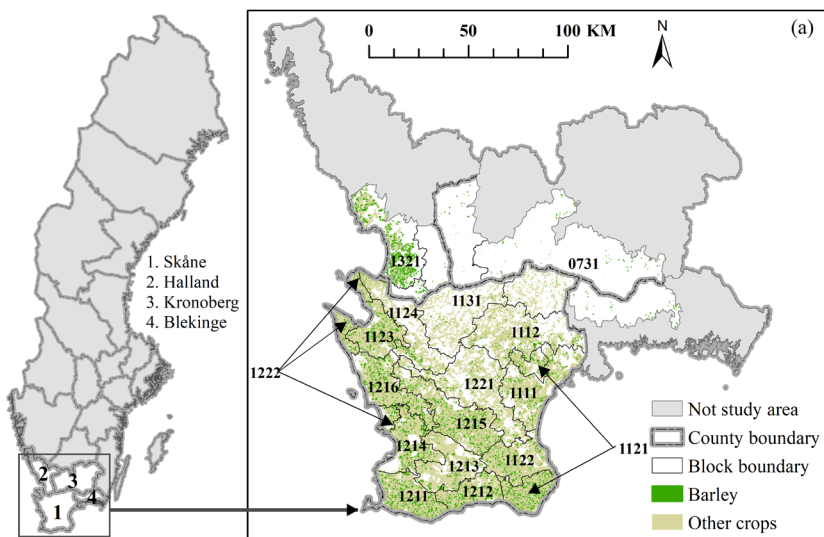 (a)
0 50 100 KM
N
1. Skåne
2. Halland
3. Kronoberg
4. Blekinge
1321
0731
1131
1124
1112
1123
1222
1216
1221
1111
1215
1214
1122
1121
1213
1211
1212
2
3
4
1
Not study area
County boundary
Block boundary
Barley
Other crops